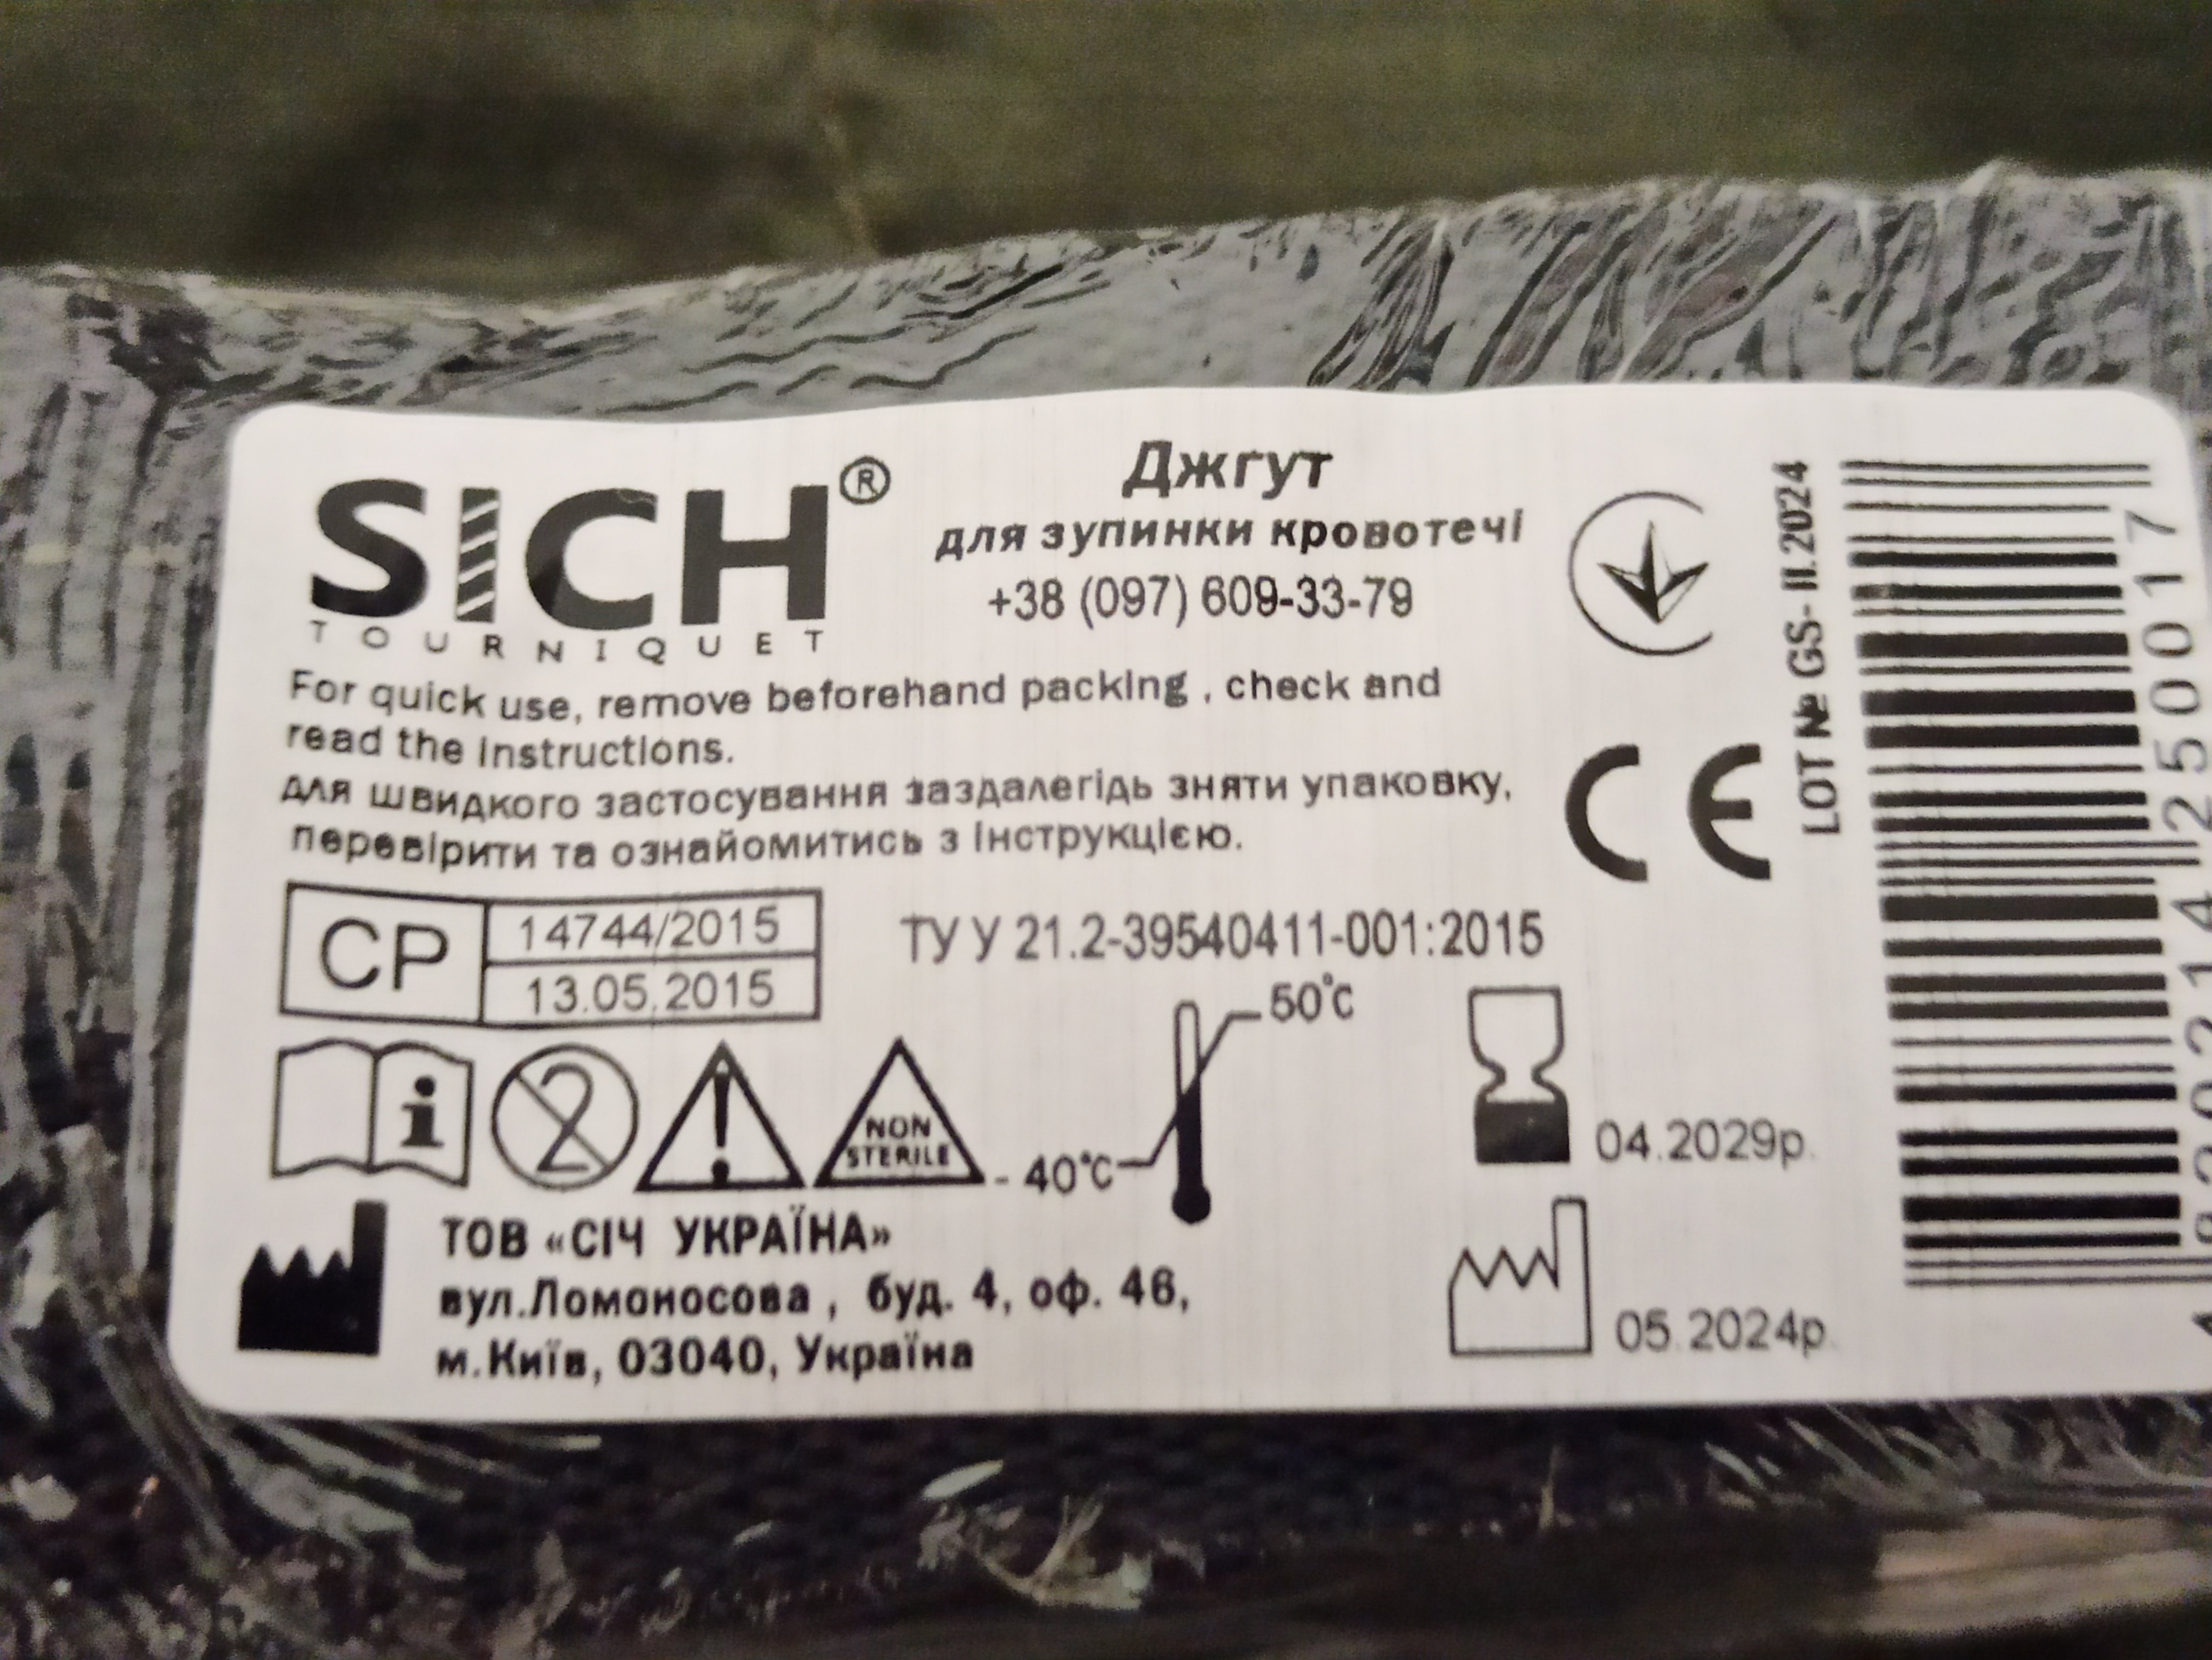 SICH®
TOURNIQUET
Джгут
для зупинки кровотечі
+38 (097) 609-33-79
For quick use, remove beforehand packing , check and
read the instructions.
для швидкого застосування заздалегідь зняти упаковку,
перевірити та ознайомитись з інструкцією.
CE
LOT № GS- II.2024
CP
14744/2015
13.05.2015
ТУ У 21.2-39540411-001:2015
50°C
- 40°C
i
2
!
NON
STERILE
04.2029р.
05.2024р.
ТОВ «СІЧ УКРАЇНА»
вул.Ломоносова , буд. 4, оф. 46,
м.Київ, 03040, Україна